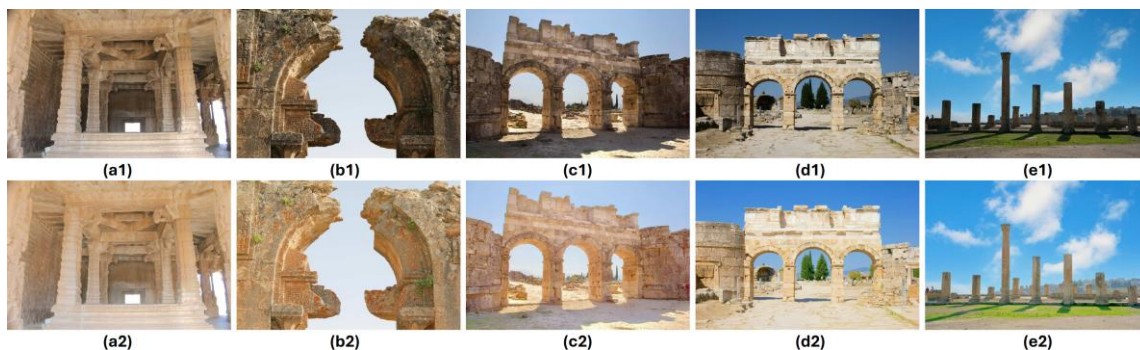 (a1) (b1) (c1) (d1) (e1)
(a2) (b2) (c2) (d2) (e2)